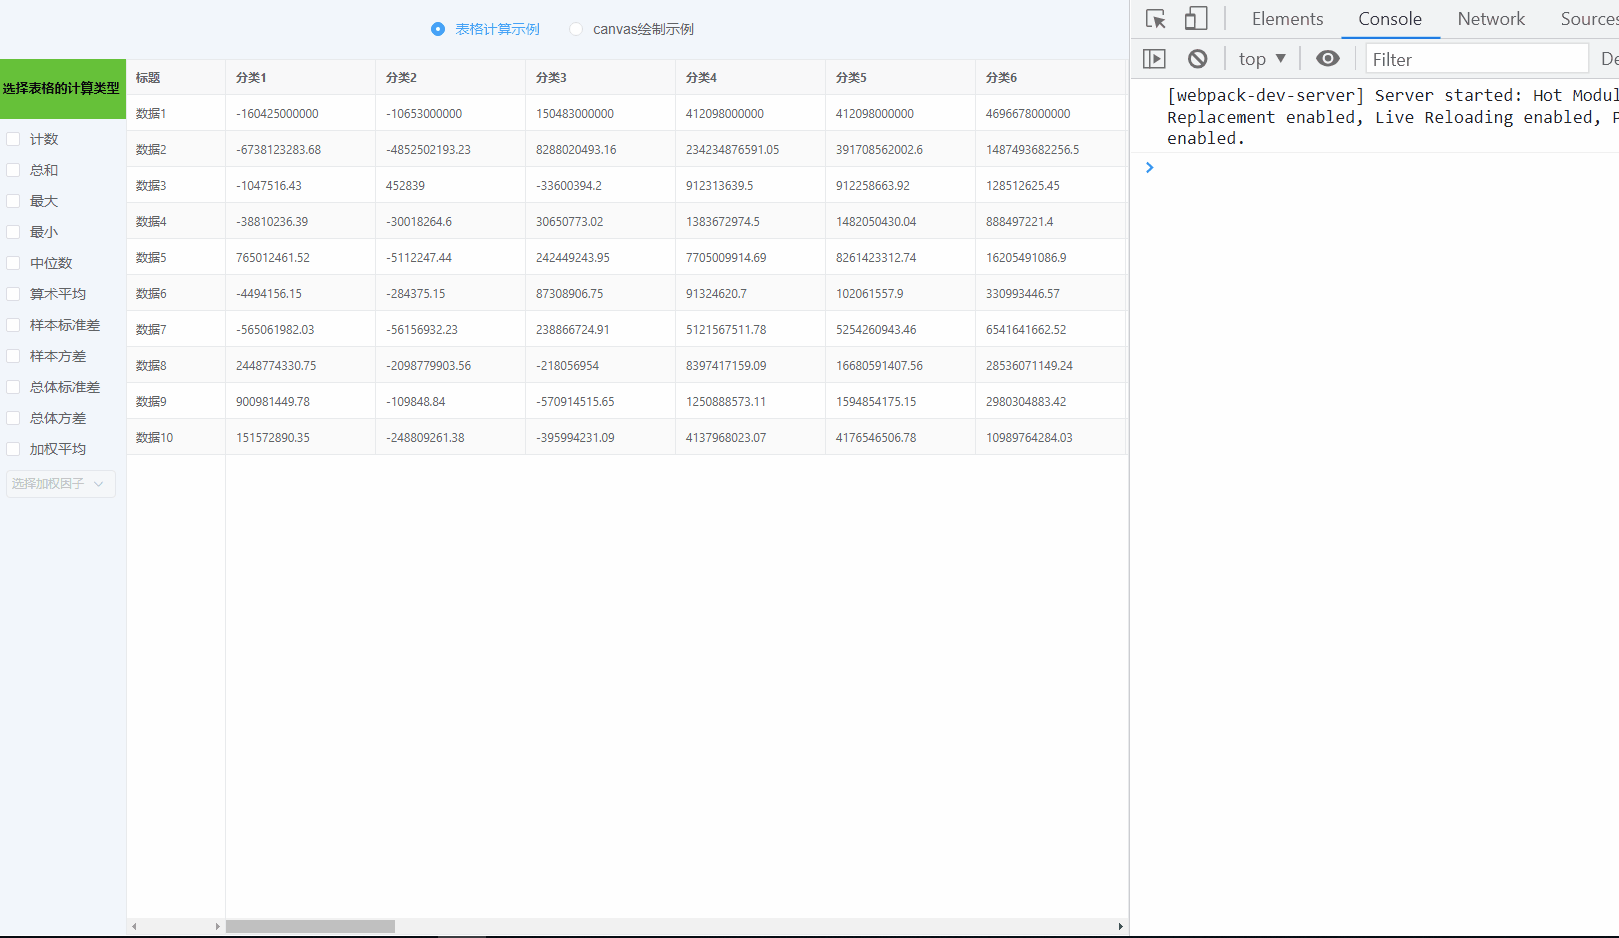 表格计算示例 canvas绘制示例
选择表格的计算类型
计数
总和
最大
最小
中位数
算术平均
样本标准差
样本方差
总体标准差
总体方差
加权平均
选择加权因子
标题 分类1 分类2 分类3 分类4 分类5 分类6
数据1 -160425000000 -10653000000 150483000000 412098000000 412098000000 4696678000000
数据2 -6738123283.68 -4852502193.23 8288020493.16 234234876591.05 391708562002.6 1487493682256.5
数据3 -1047516.43 452839 -33600394.2 912313639.5 912258663.92 128512625.45
数据4 -38810236.39 -30018264.6 30650773.02 1383672974.5 1482050430.04 888497221.4
数据5 765012461.52 -5112247.44 242449243.95 7705009914.69 8261423312.74 16205491086.9
数据6 -4494156.15 -284375.15 87308906.75 91324620.7 102061557.9 330993446.57
数据7 -565061982.03 -56156932.23 238866724.91 5121567511.78 5254260943.46 6541641662.52
数据8 2448774330.75 -2098779903.56 -218056954 8397417159.09 16680591407.56 28536071149.24
数据9 900981449.78 -109848.84 -570914515.65 1250888573.11 1594854175.15 2980304883.42
数据10 151572890.35 -248809261.38 -395994231.09 4137968023.07 4176546506.78 10989764284.03
Elements Console Network Sources
top Filter De
[webpack-dev-server] Server started: Hot Modul
Replacement enabled, Live Reloading enabled, P
enabled.